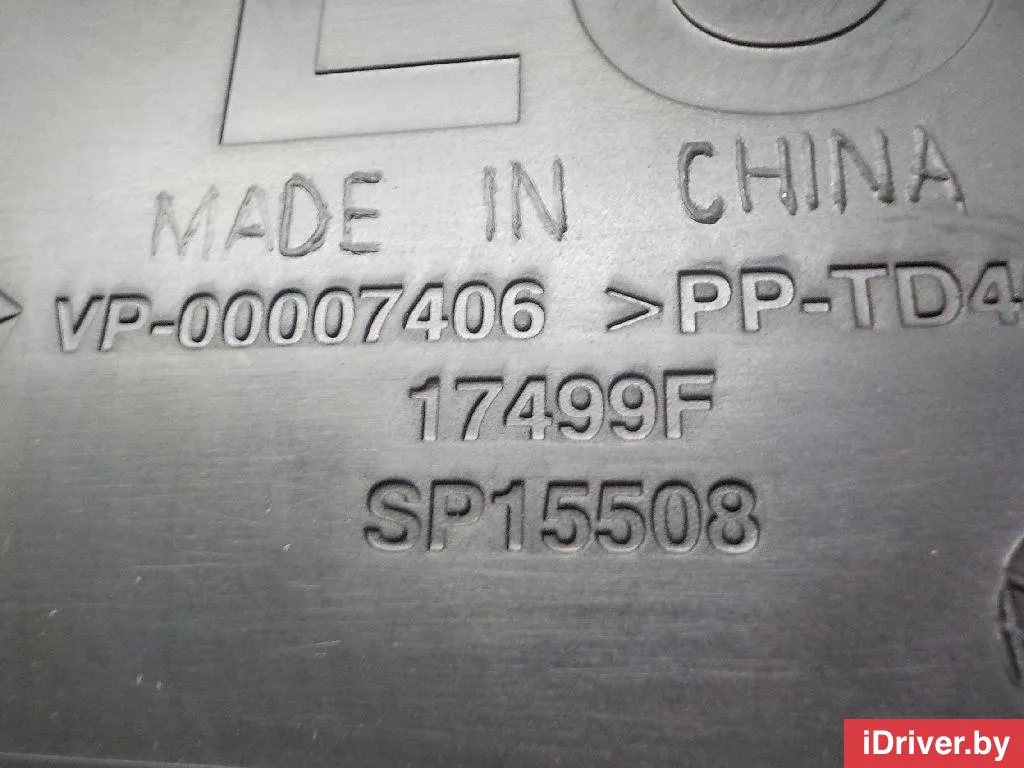 MADE IN CHINA
VP-00007406 >PP-TD4
17499F
SP15508
iDriver.by